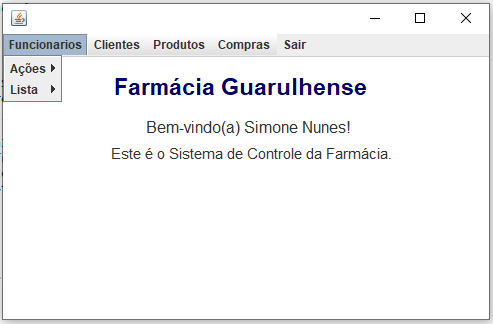 Funcionarios Clientes Produtos Compras Sair
Ações
Lista
Farmácia Guarulhense
Bem-vindo(a) Simone Nunes!
Este é o Sistema de Controle da Farmácia.